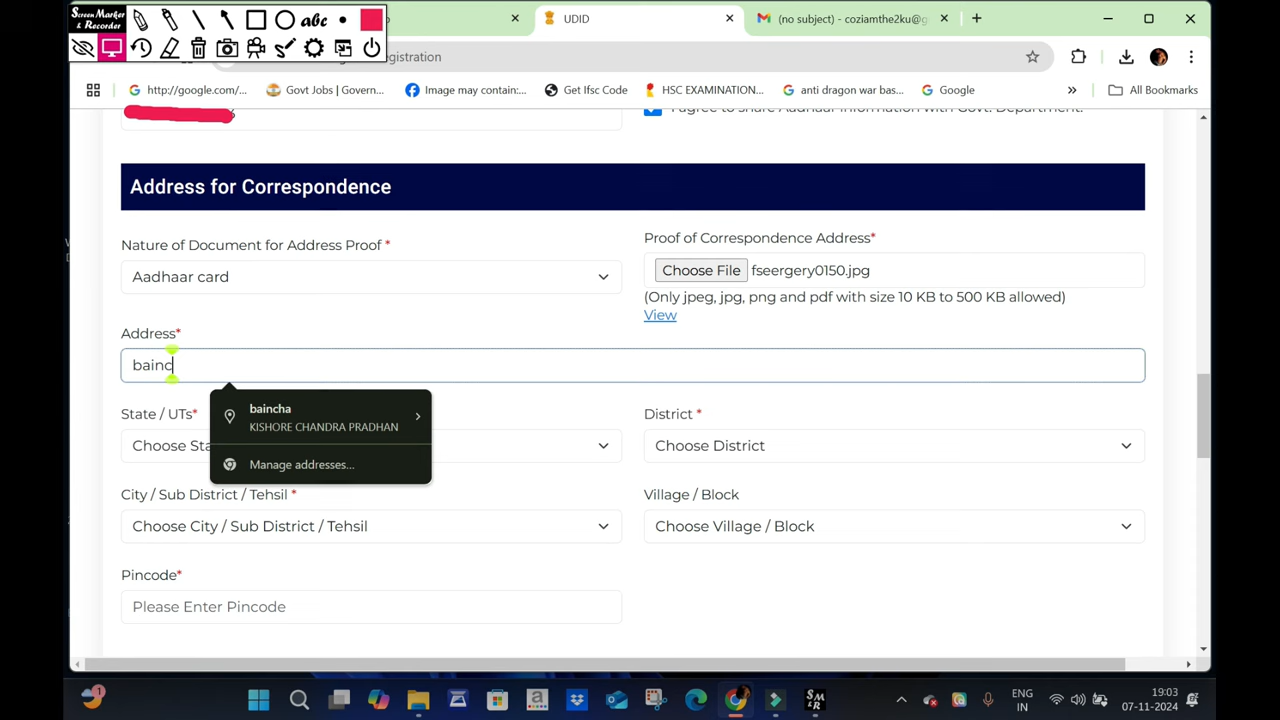 Screen Marker
& Recorder
abc
UDID
(no subject) - coziamthe2ku@g
egistration
http://google.com/...
Govt Jobs | Govern...
Image may contain:...
Get Ifsc Code
HSC EXAMINATION...
anti dragon war bas...
Google
All Bookmarks
I agree to share Aadhaar information with Govt. Department.
Address for Correspondence
Nature of Document for Address Proof *
Proof of Correspondence Address*
Aadhaar card
Choose File fseergery0150.jpg
(Only jpeg, jpg, png and pdf with size 10 KB to 500 KB allowed)
View
Address*
bainc
baincha
KISHORE CHANDRA PRADHAN
Manage addresses...
State / UTs*
District *
Choose Sta
Choose District
City / Sub District / Tehsil *
Village / Block
Choose City / Sub District / Tehsil
Choose Village / Block
Pincode*
Please Enter Pincode
1
S M
& R
ENG
IN
19:03
07-11-2024